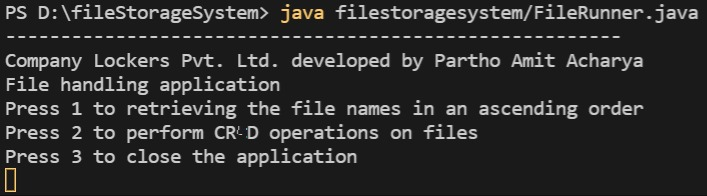 PS D:\fileStorageSystem> java filestoragesystem/FileRunner.java
----------------------------------------------------------
Company Lockers Pvt. Ltd. developed by Partho Amit Acharya
File handling application
Press 1 to retrieving the file names in an ascending order
Press 2 to perform operations on files
Press 3 to close the application